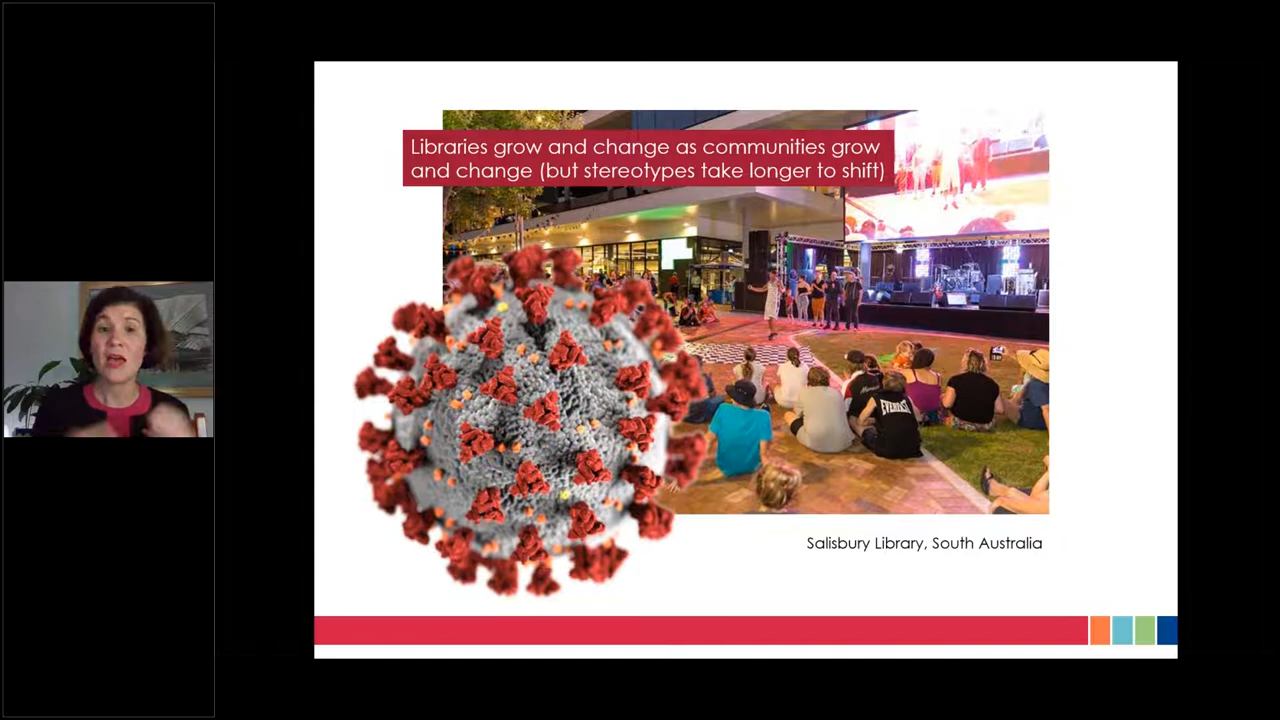 Libraries grow and change as communities grow
and change (but stereotypes take longer to shift)
EVERLAST
Salisbury Library, South Australia